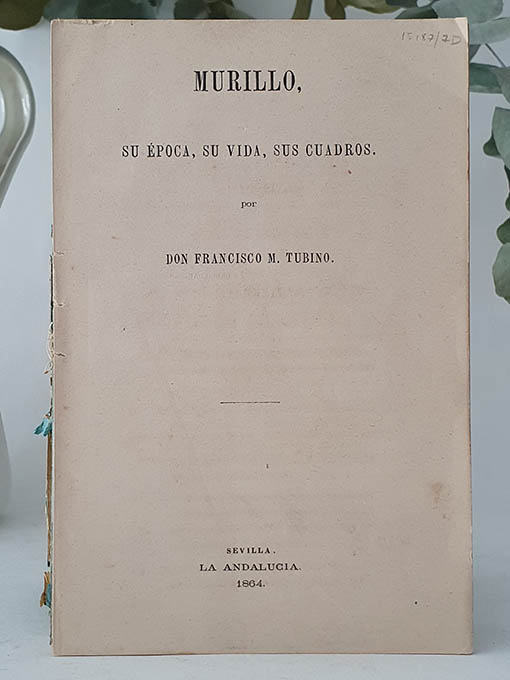 15187/2D
MURILLO,
SU ÉPOCA, SU VIDA, SUS CUADROS.
por
DON FRANCISCO M. TUBINO.
SEVILLA.
LA ANDALUCIA.
1864.